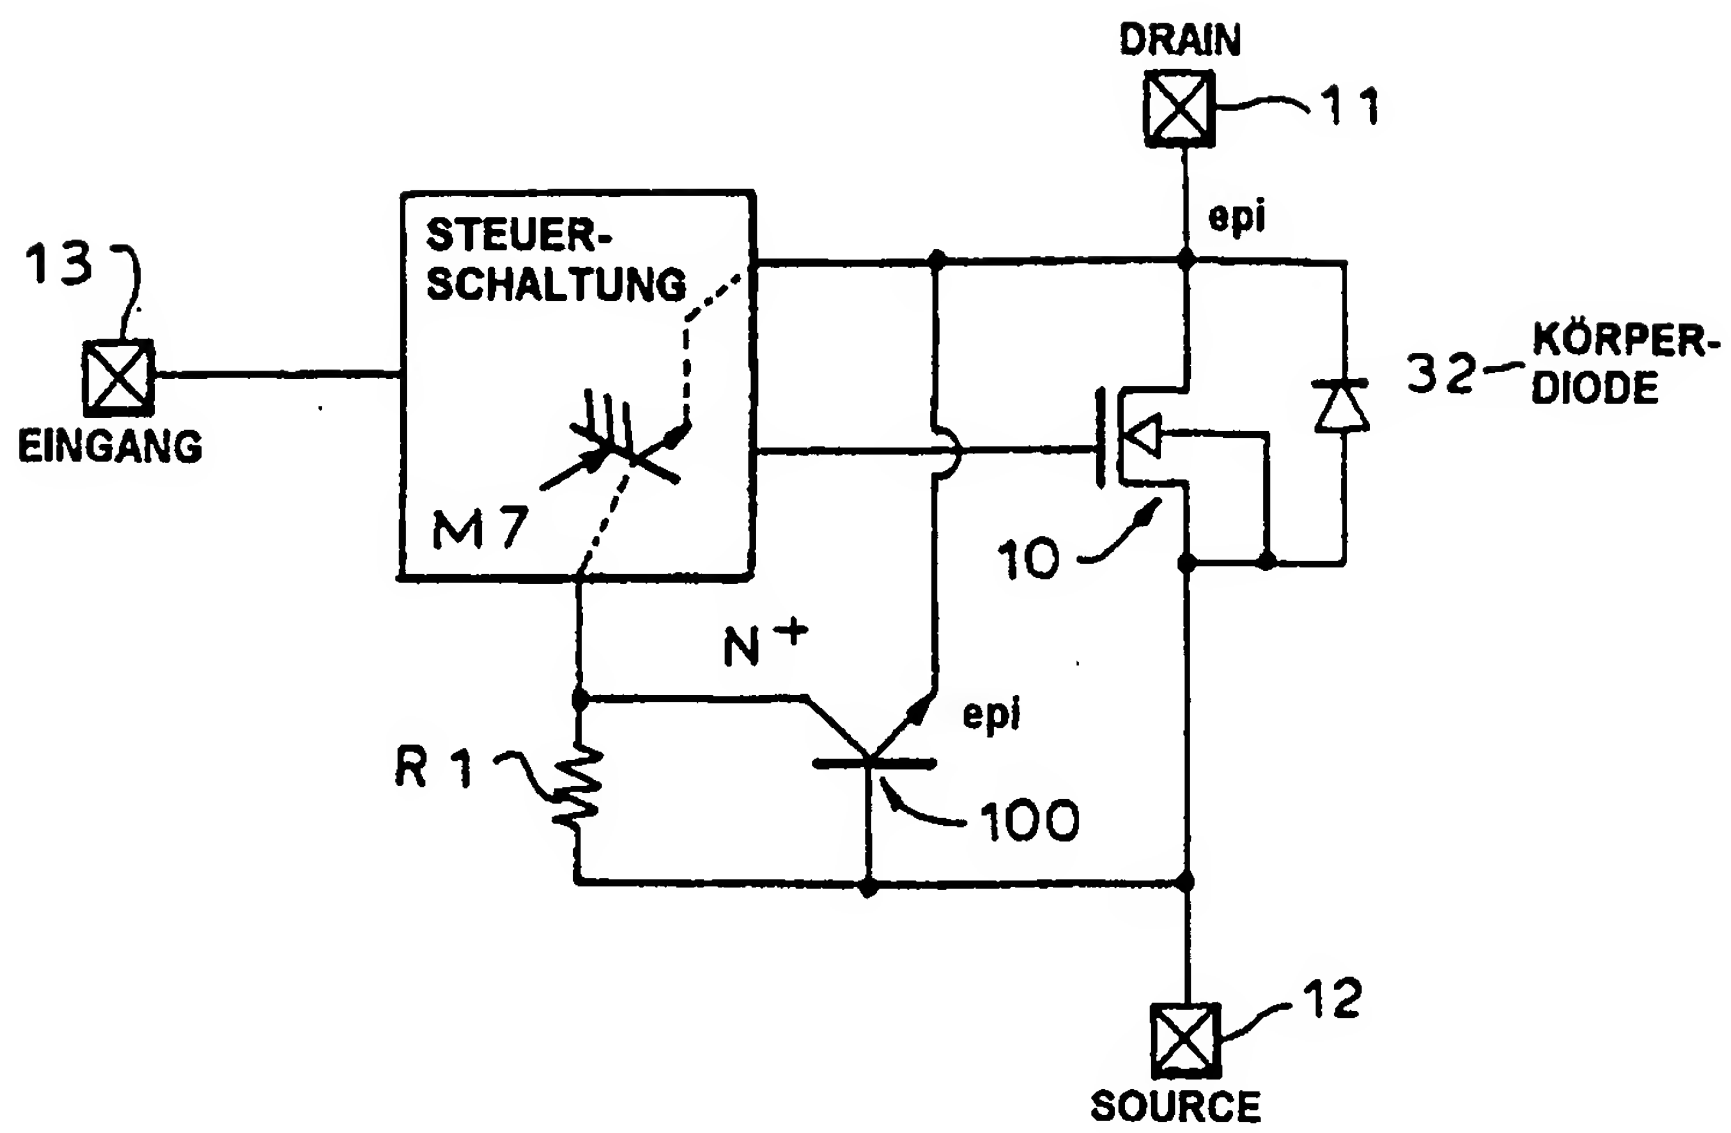 DRAIN
11
epi
STEUER-
SCHALTUNG
13
KÖRPER-
32
DIODE
EINGANG
M7
10
N+
epi
R1
100
12
SOURCE